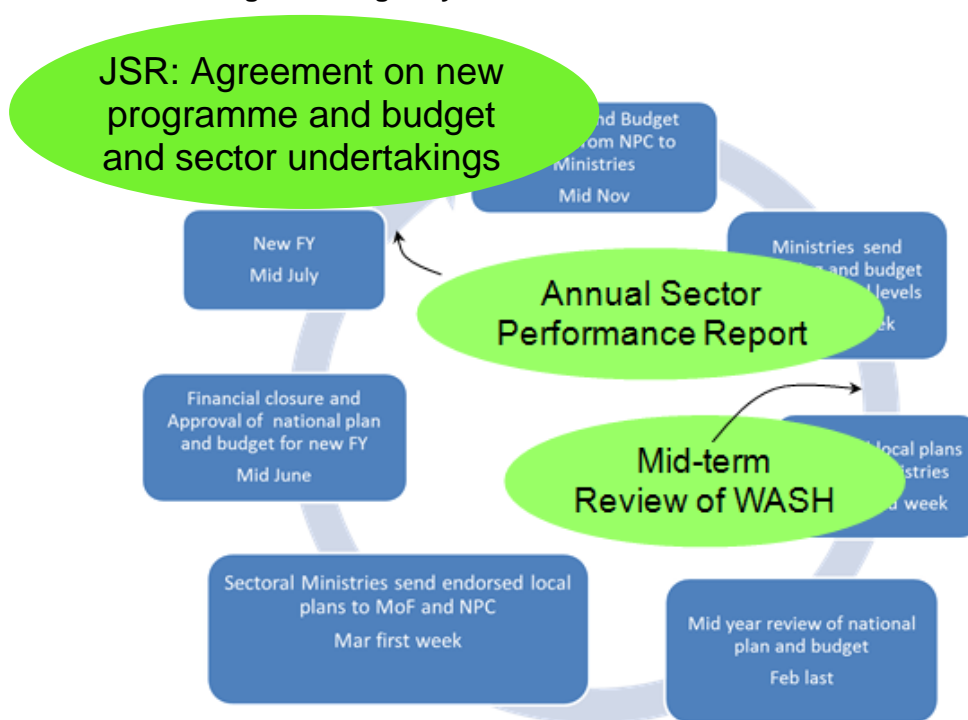 JSR: Agreement on new
programme and budget
and sector undertakings
Budget
from NPC to
Ministries
Mid Nov
New FY
Mid July
Ministries send
and budget
levels
Annual Sector
Performance Report
Financial closure and
Approval of national plan
and budget for new FY
Mid June
Mid-term
Review of WASH
local plans
week
Sectoral Ministries send endorsed local
plans to MoF and NPC
Mar first week
Mid year review of national
plan and budget
Feb last